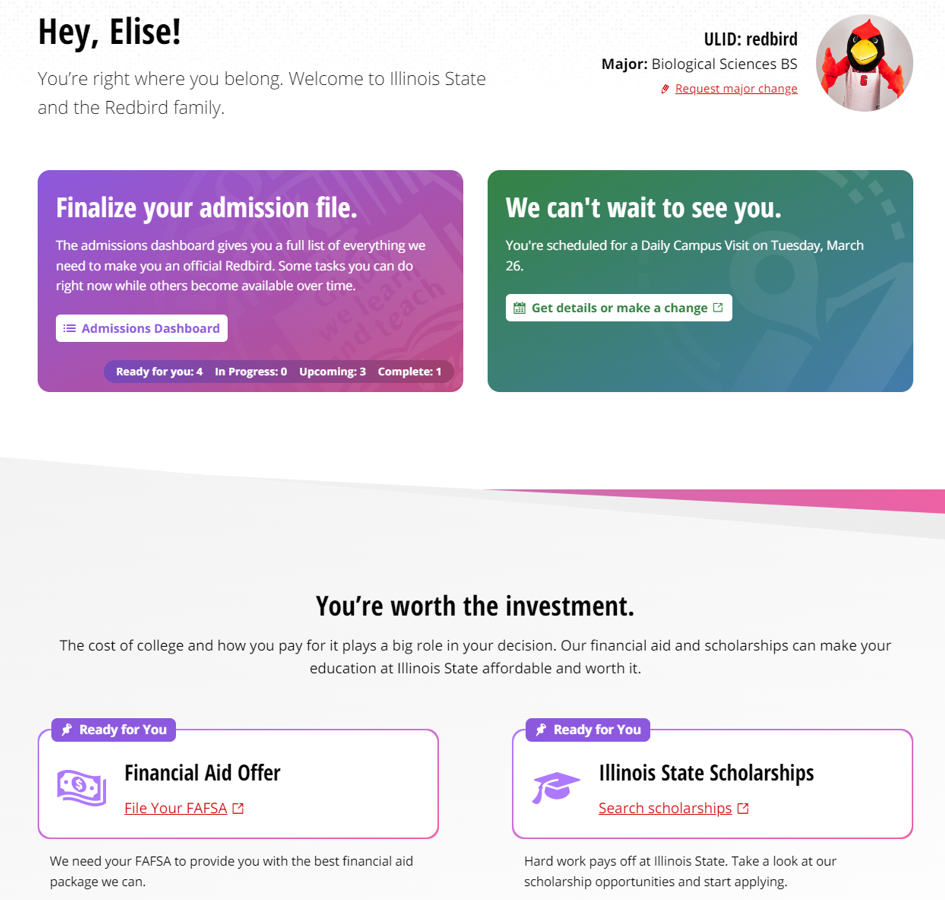 Hey, Elise!
You’re right where you belong. Welcome to Illinois State
and the Redbird family.
ULID: redbird
Major: Biological Sciences BS
Request major change
Finalize your admission file.
The admissions dashboard gives you a full list of everything we
need to make you an official Redbird. Some tasks you can do
right now while others become available over time.
Admissions Dashboard
Ready for you: 4 In Progress: 0 Upcoming: 3 Complete: 1
we learn
and teach
We can't wait to see you.
You're scheduled for a Daily Campus Visit on Tuesday, March
26.
Get details or make a change
You’re worth the investment.
The cost of college and how you pay for it plays a big role in your decision. Our financial aid and scholarships can make your
education at Illinois State affordable and worth it.
Ready for You
Financial Aid Offer
File Your FAFSA
We need your FAFSA to provide you with the best financial aid
package we can.
Ready for You
Illinois State Scholarships
Search scholarships
Hard work pays off at Illinois State. Take a look at our
scholarship opportunities and start applying.